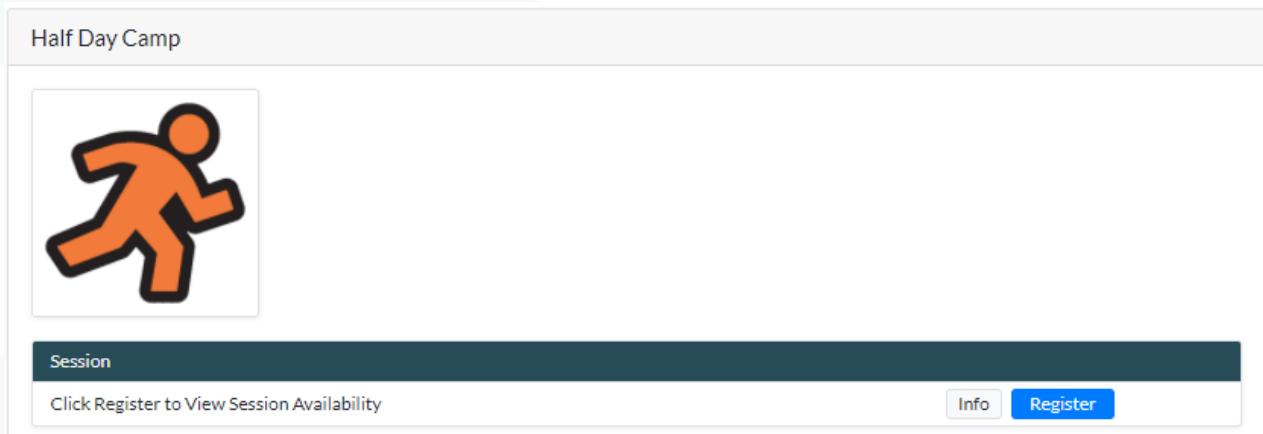 Half Day Camp
Session
Click Register to View Session Availability
Info
Register